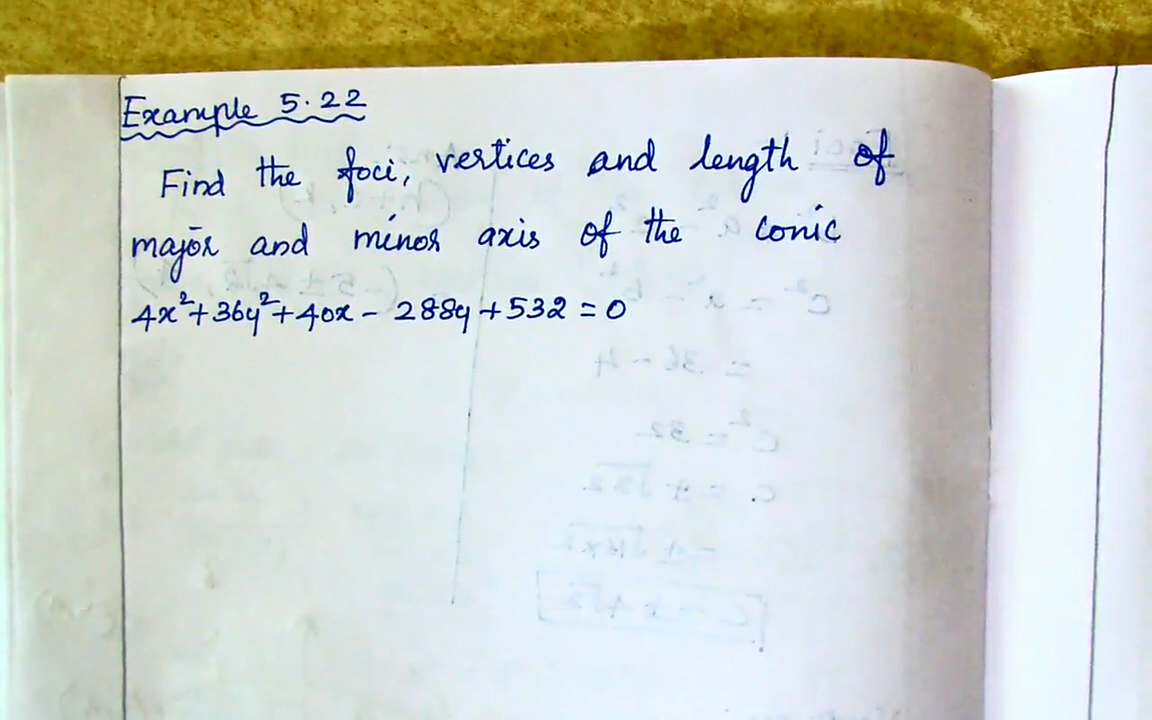 Example 5.22
Find the foci, vertices and length of
major and minor axis of the conic
4x²+36y²+40x - 288y +532 = 0